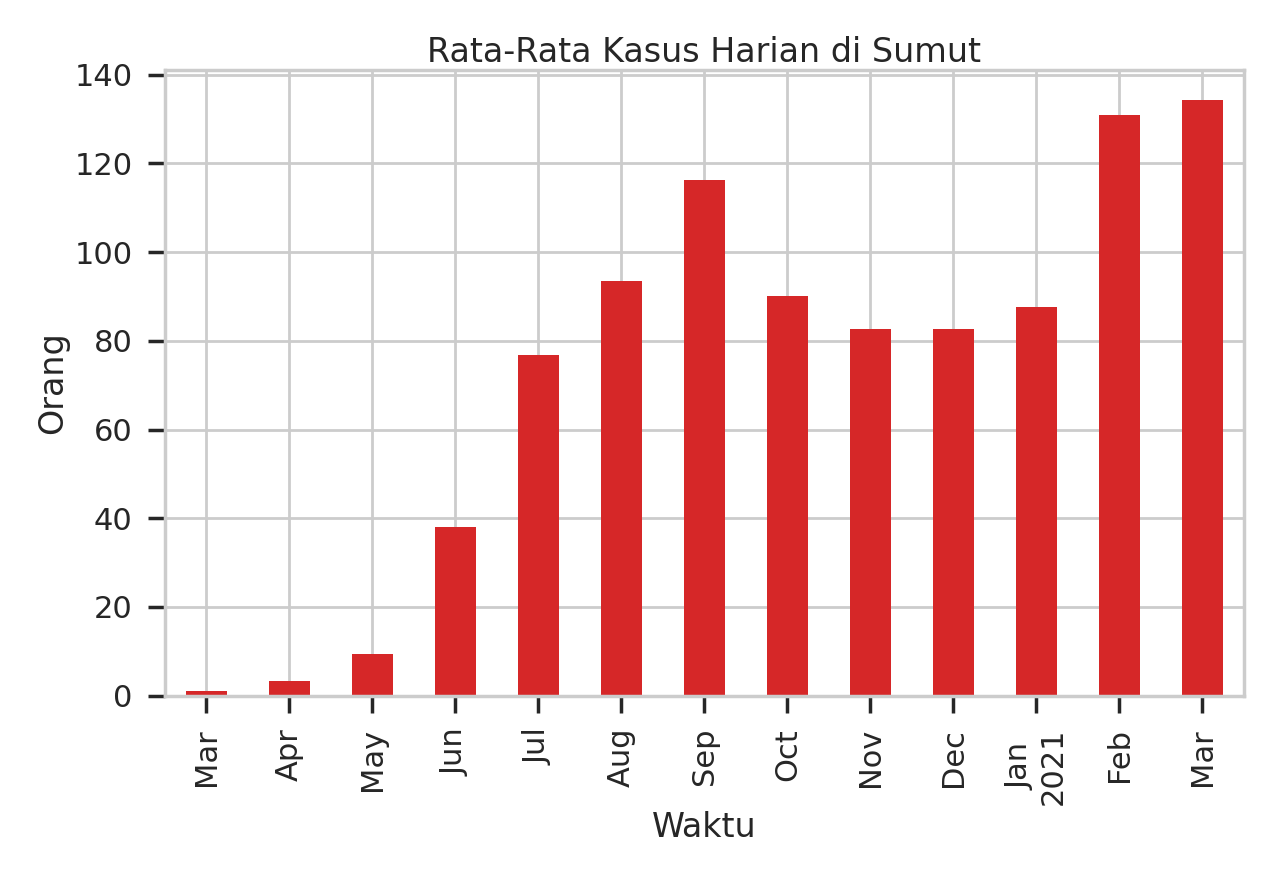 Rata-Rata Kasus Harian di Sumut
140
120
100
80
60
40
20
0
Orang
Mar
Apr
May
Jun
Jul
Aug
Sep
Oct
Nov
Dec
Jan
2021
Feb
Mar
Waktu